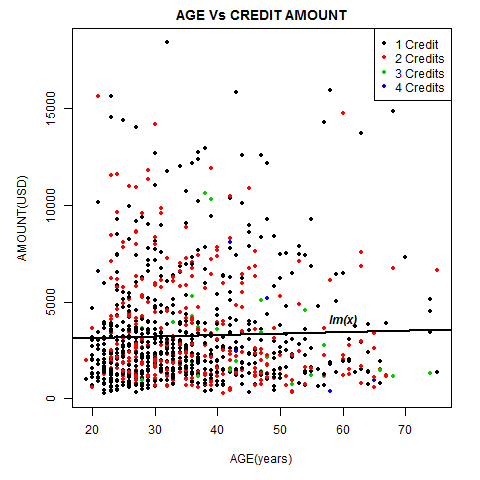 AGE Vs CREDIT AMOUNT
1 Credit
2 Credits
3 Credits
4 Credits
15000
10000
5000
0
AMOUNT(USD)
lm(x)
20 30 40 50 60 70
AGE(years)